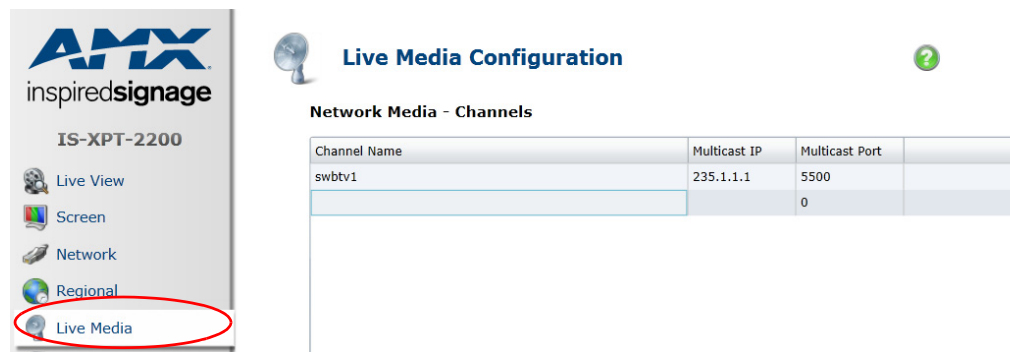 AMX
inspiredsignage
IS-XPT-2200
Live View
Screen
Network
Regional
Live Media
Live Media Configuration
?
Network Media - Channels
Channel Name Multicast IP Multicast Port
swbtv1 235.1.1.1 5500
0